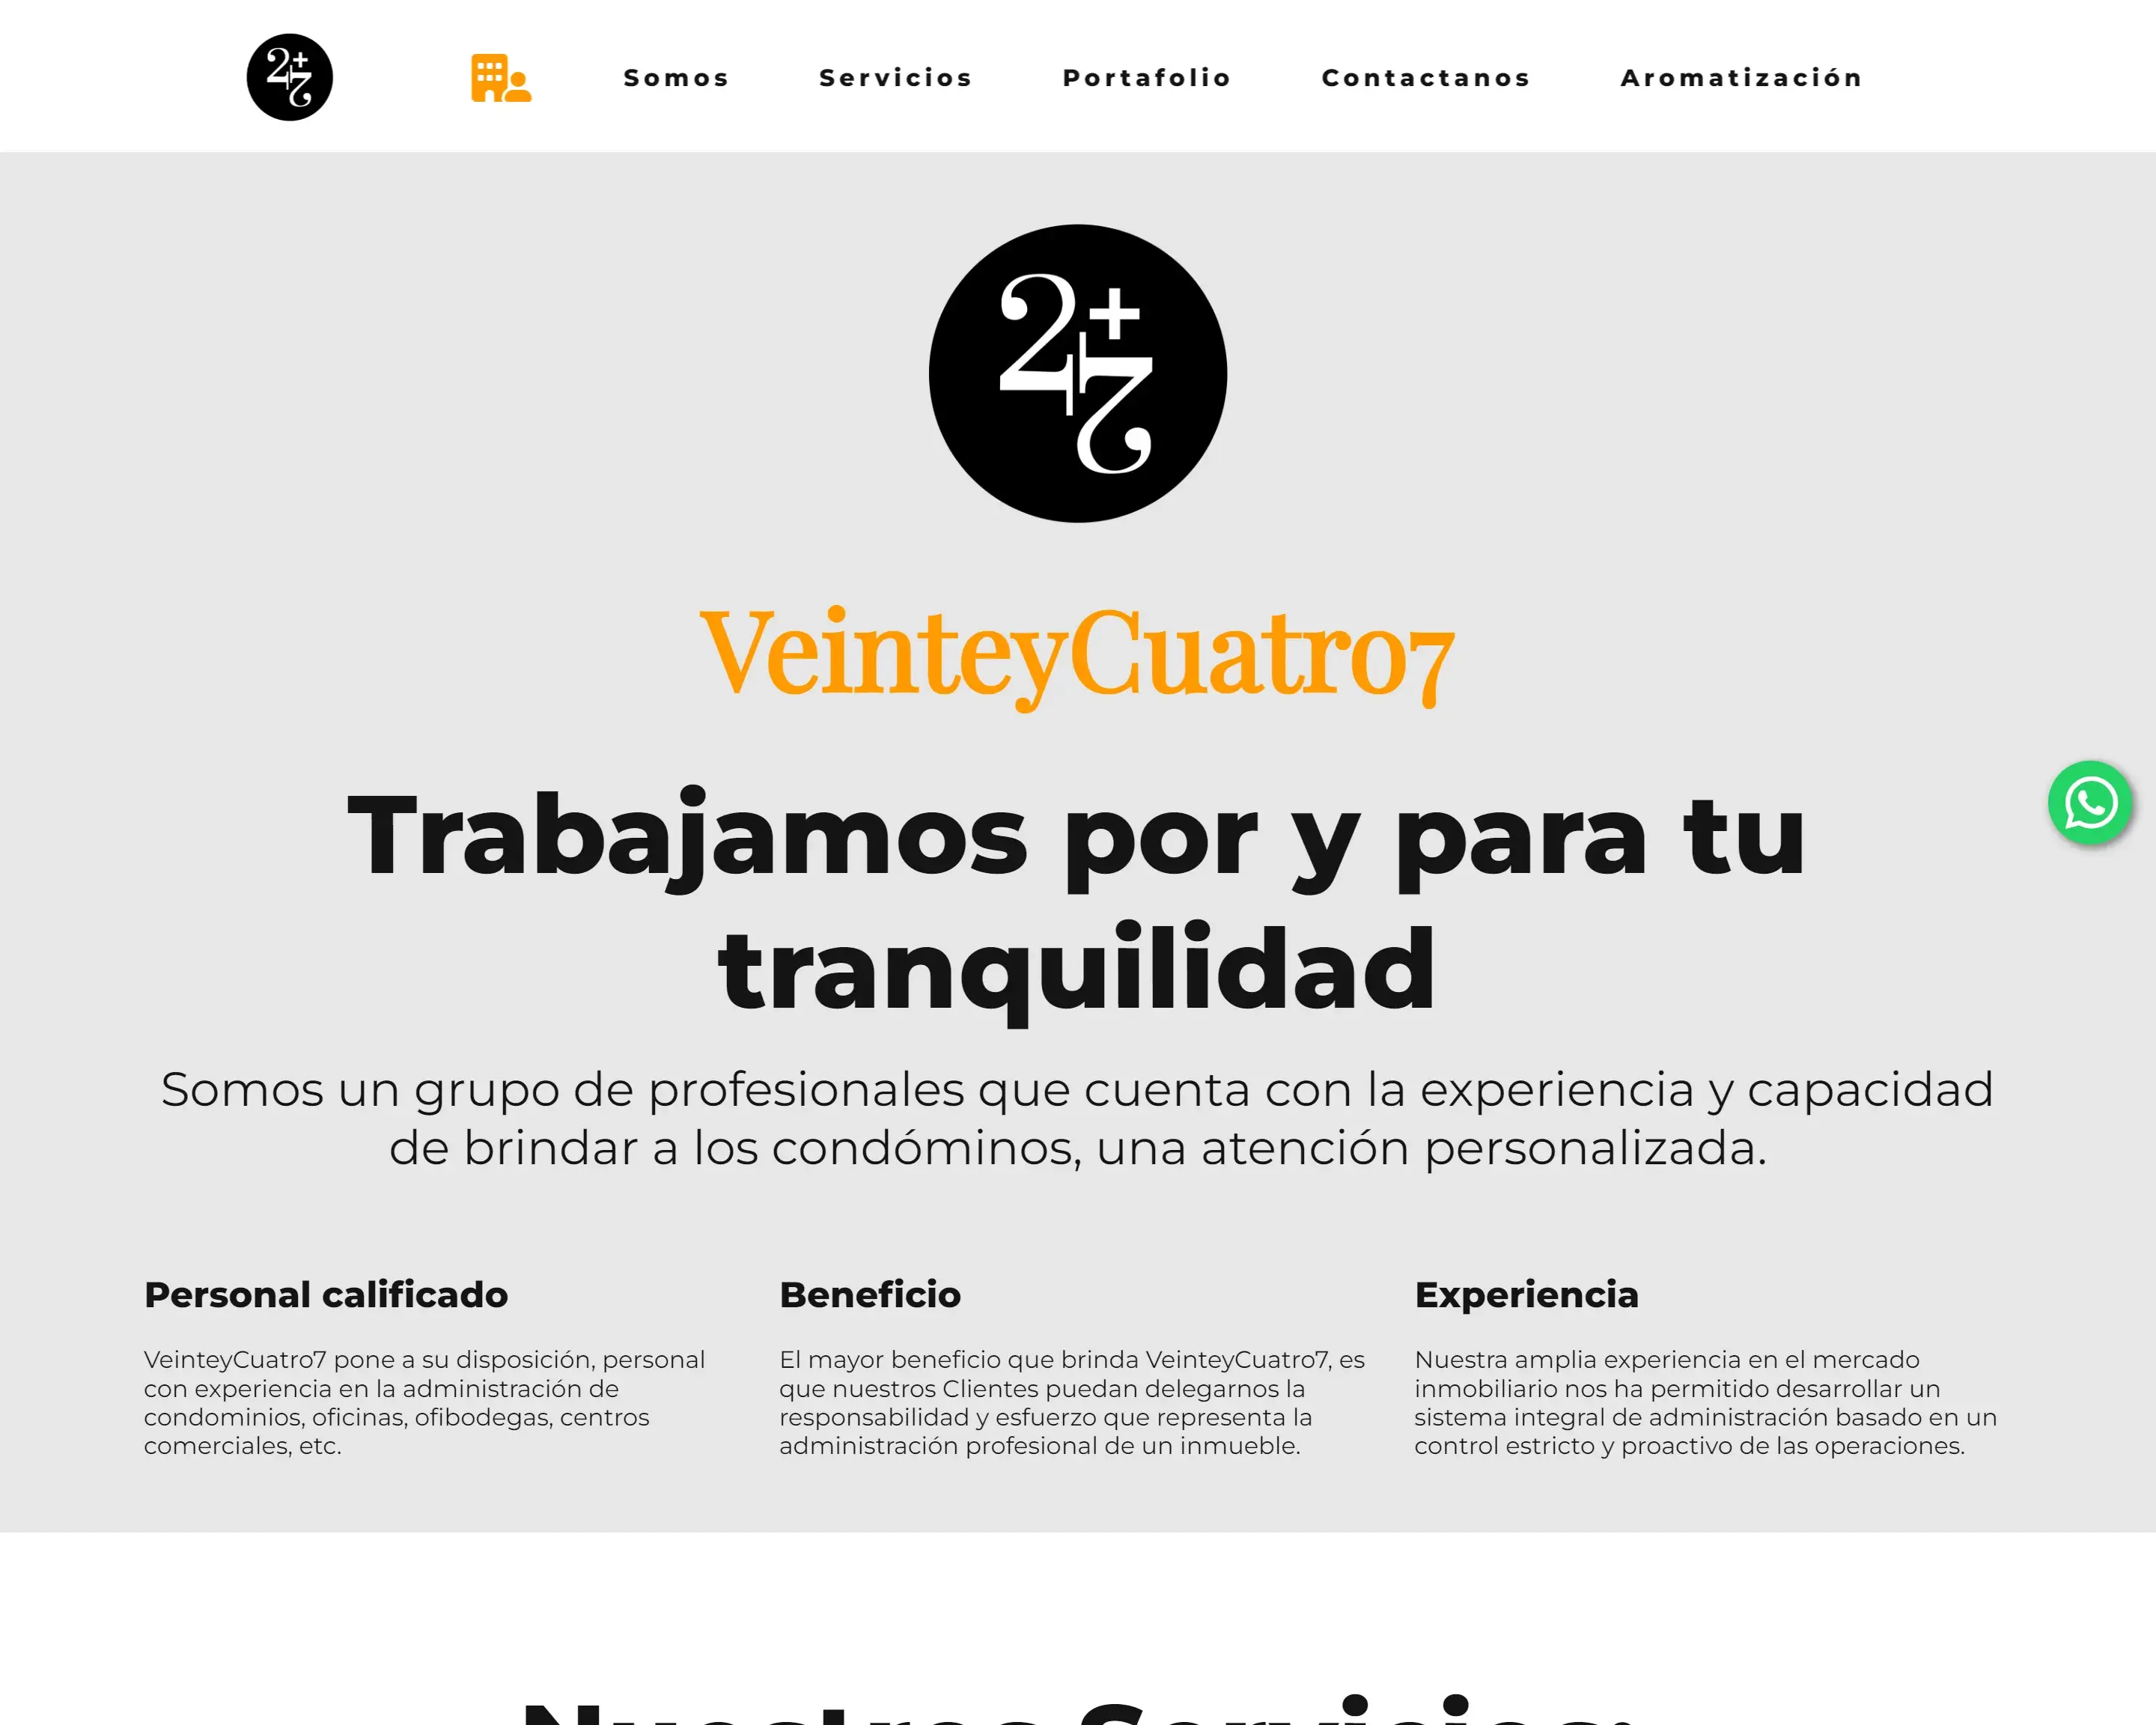 Somos
Servicios
Portafolio
Contactanos
Aromatización
VeinteyCuatro7
Trabajamos por y para tu
tranquilidad
Somos un grupo de profesionales que cuenta con la experiencia y capacidad
de brindar a los condóminos, una atención personalizada.
Personal calificado
VeinteyCuatro7 pone a su disposición, personal
con experiencia en la administración de
condominios, oficinas, ofibodegas, centros
comerciales, etc.
Beneficio
El mayor beneficio que brinda VeinteyCuatro7, es
que nuestros Clientes puedan delegarnos la
responsabilidad y esfuerzo que representa la
administración profesional de un inmueble.
Experiencia
Nuestra amplia experiencia en el mercado
inmobiliario nos ha permitido desarrollar un
sistema integral de administración basado en un
control estricto y proactivo de las operaciones.
Nuestros Servicios: